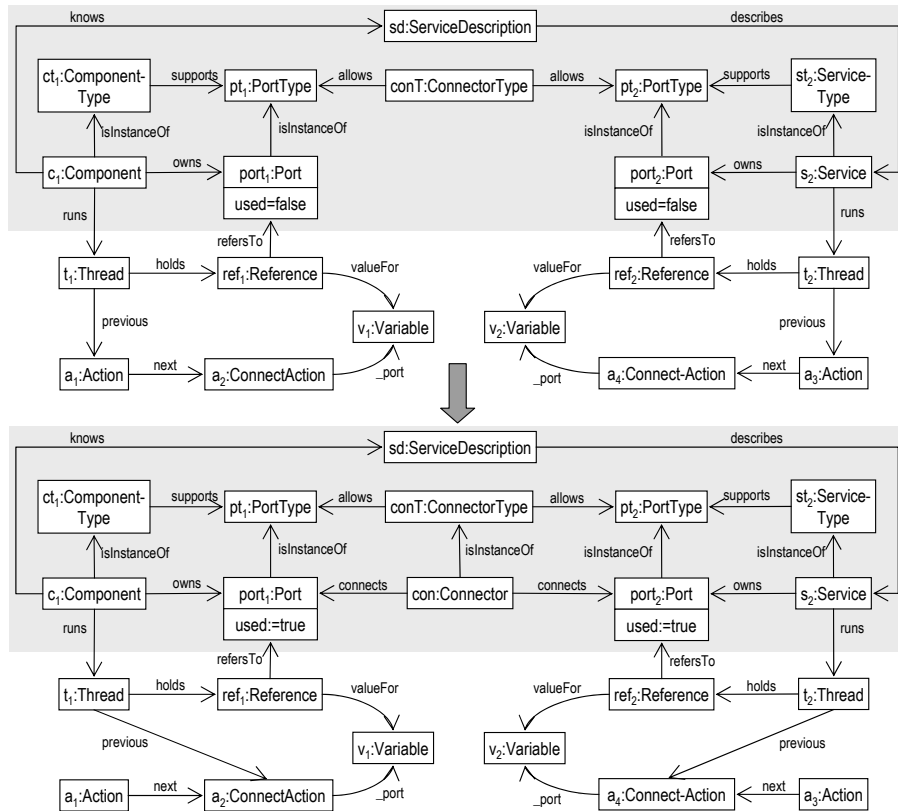 knows
sd:ServiceDescription
describes
ct₁:Component-
Type
supports
pt₁:PortType
allows
conT:ConnectorType
allows
pt₂:PortType
supports
st₂:Service-
Type
isInstanceOf
isInstanceOf
isInstanceOf
isInstanceOf
c₁:Component
owns
port₁:Port
used=false
port₂:Port
used=false
owns
s₂:Service
runs
refersTo
refersTo
runs
t₁:Thread
holds
ref₁:Reference
valueFor
valueFor
ref₂:Reference
holds
t₂:Thread
previous
v₁:Variable
v₂:Variable
previous
a₁:Action
next
a₂:ConnectAction
_port
_port
a₄:Connect-Action
next
a₃:Action
knows
sd:ServiceDescription
describes
ct₁:Component-
Type
supports
pt₁:PortType
allows
conT:ConnectorType
allows
pt₂:PortType
supports
st₂:Service-
Type
isInstanceOf
isInstanceOf
isInstanceOf
isInstanceOf
isInstanceOf
c₁:Component
owns
port₁:Port
used:=true
connects
con:Connector
connects
port₂:Port
used:=true
owns
s₂:Service
runs
refersTo
refersTo
runs
t₁:Thread
holds
ref₁:Reference
valueFor
valueFor
ref₂:Reference
holds
t₂:Thread
previous
v₁:Variable
v₂:Variable
previous
a₁:Action
next
a₂:ConnectAction
_port
_port
a₄:Connect-Action
next
a₃:Action